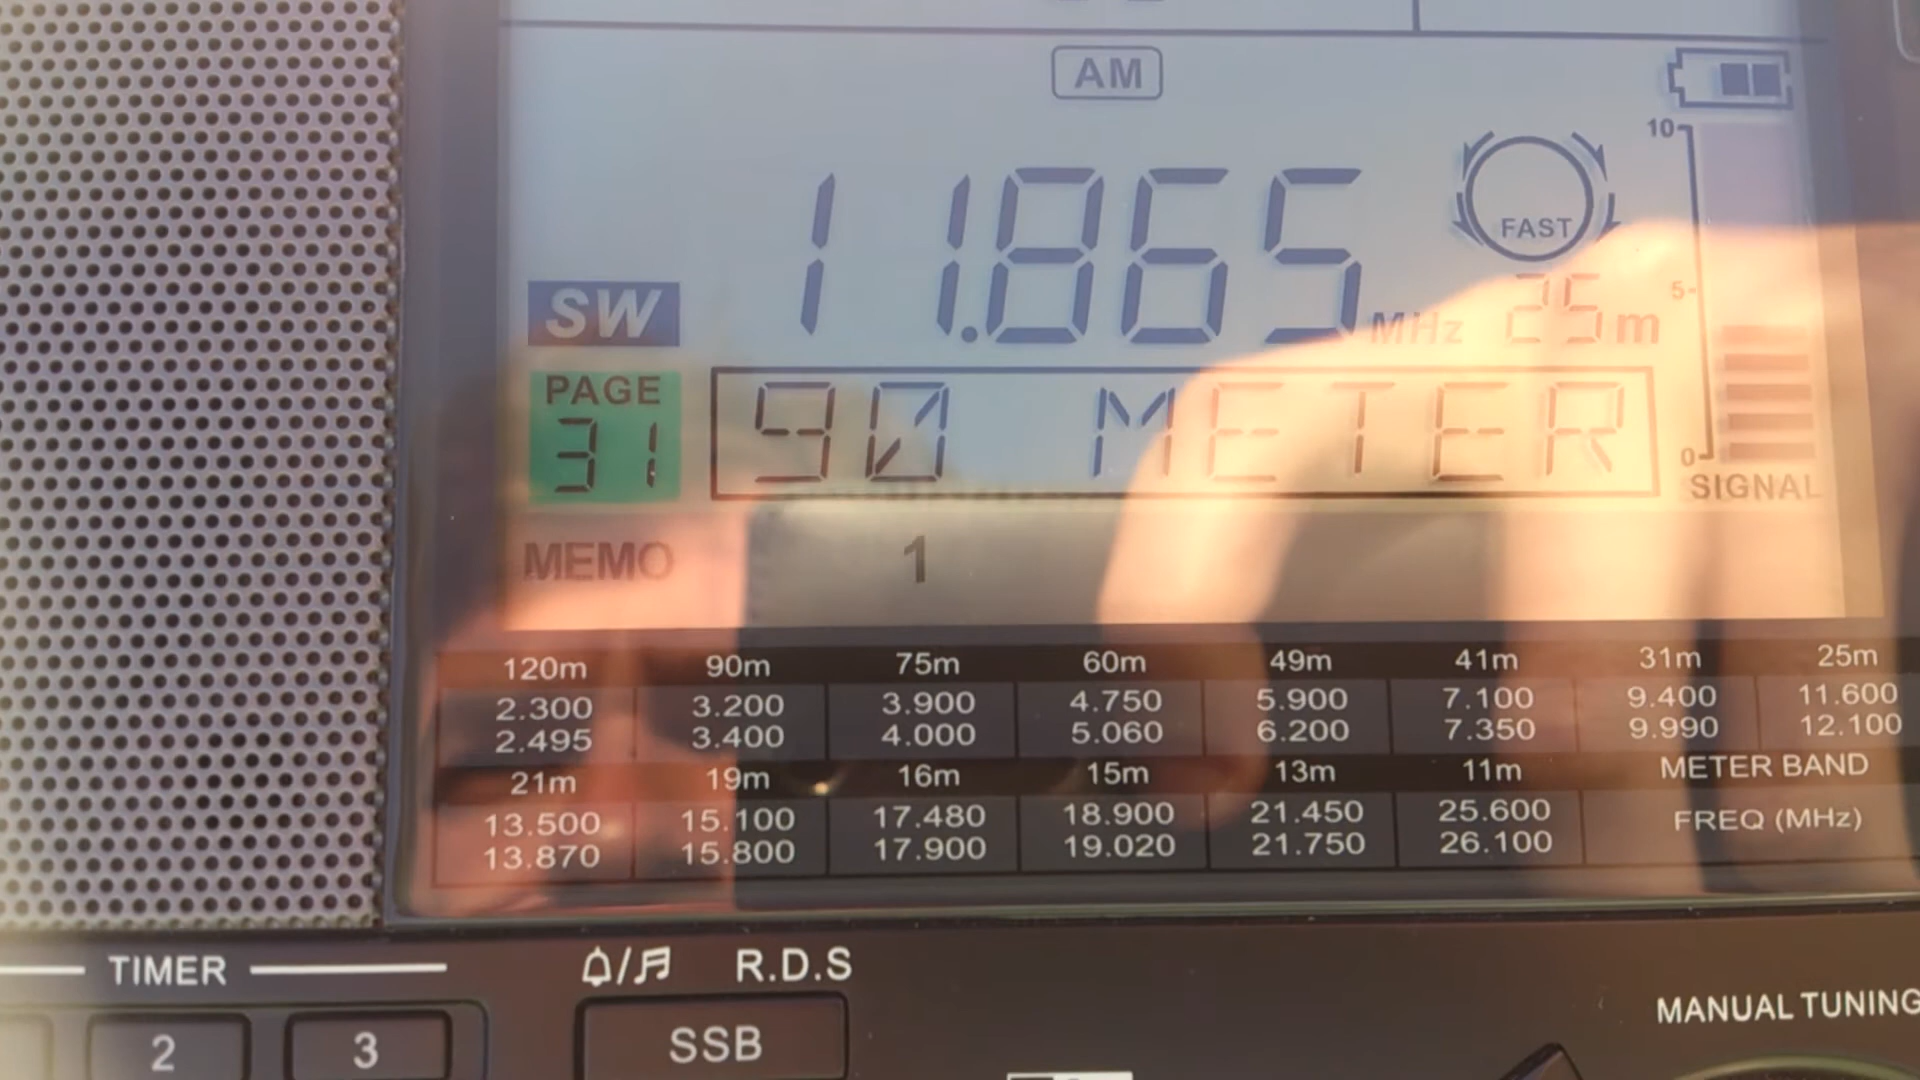 AM
10
11.865 MHz
FAST
25 m
5
SW
PAGE
31
90 METER
0
SIGNAL
MEMO 1
120m 90m 75m 60m 49m 41m 31m 25m
2.300 3.200 3.900 4.750 5.900 7.100 9.400 11.600
2.495 3.400 4.000 5.060 6.200 7.350 9.990 12.100
21m 19m 16m 15m 13m 11m METER BAND
13.500 15.100 17.480 18.900 21.450 25.600 FREQ (MHz)
13.870 15.800 17.900 19.020 21.750 26.100
TIMER R.D.S
2 3 SSB
MANUAL TUNING